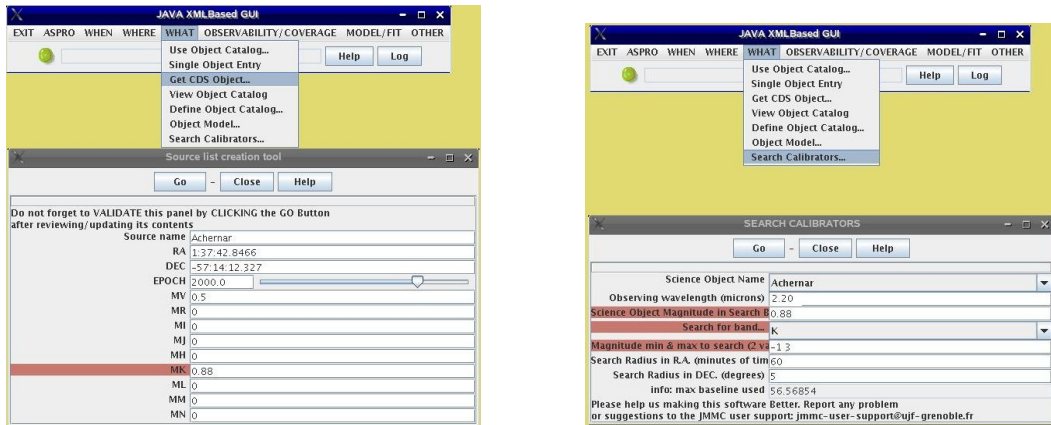 JAVA XMLBased GUI
EXIT ASPRO WHEN WHERE WHAT OBSERVABILITY/COVERAGE MODEL/FIT OTHER
Help Log
Use Object Catalog...
Single Object Entry
Get CDS Object...
View Object Catalog
Define Object Catalog...
Object Model...
Search Calibrators...
Source list creation tool
Go - Close Help
Do not forget to VALIDATE this panel by CLICKING the GO Button
after reviewing/updating its contents
Source name Achernar
RA 1:37:42.8466
DEC -57:14:12.327
EPOCH 2000.0
MV 0.5
MR 0
MI 0
MJ 0
MH 0
MK 0.88
ML 0
MM 0
MN 0
JAVA XMLBased GUI
EXIT ASPRO WHEN WHERE WHAT OBSERVABILITY/COVERAGE MODEL/FIT OTHER
Help Log
Use Object Catalog...
Single Object Entry
Get CDS Object...
View Object Catalog
Define Object Catalog...
Object Model...
Search Calibrators...
SEARCH CALIBRATORS
Go - Close Help
Science Object Name Achernar
Observing wavelength (microns) 2.20
Science Object Magnitude in Search B 0.88
Search for band... K
Magnitude min & max to search (2 va -1 3
Search Radius in R.A. (minutes of tim 60
Search Radius in DEC. (degrees) 5
info: max baseline used 56.56854
Please help us making this software Better. Report any problem
or suggestions to the JMMC user support: jmmc-user-support@ujf-grenoble.fr